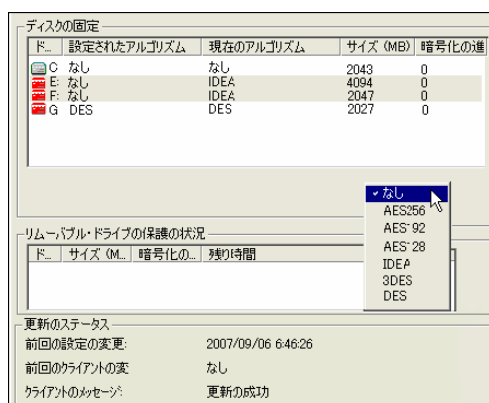 ディスクの固定
ド... 設定されたアルゴリズム 現在のアルゴリズム サイズ (MB) 暗号化の進
C なし なし 2043 0
E: なし IDEA 4094 0
F: なし IDEA 2047 0
G DES DES 2027 0
✓ なし
AES256
AES-92
AES-28
IDEA
3DES
DES
リムーバブル・ドライブの保護の状況
ド... サイズ (M... 暗号化の... 残り時間
更新のステータス
前回の設定の変更: 2007/09/06 6:46:26
前回のクライアントの変 なし
クライアントのメッセージ: 更新の成功